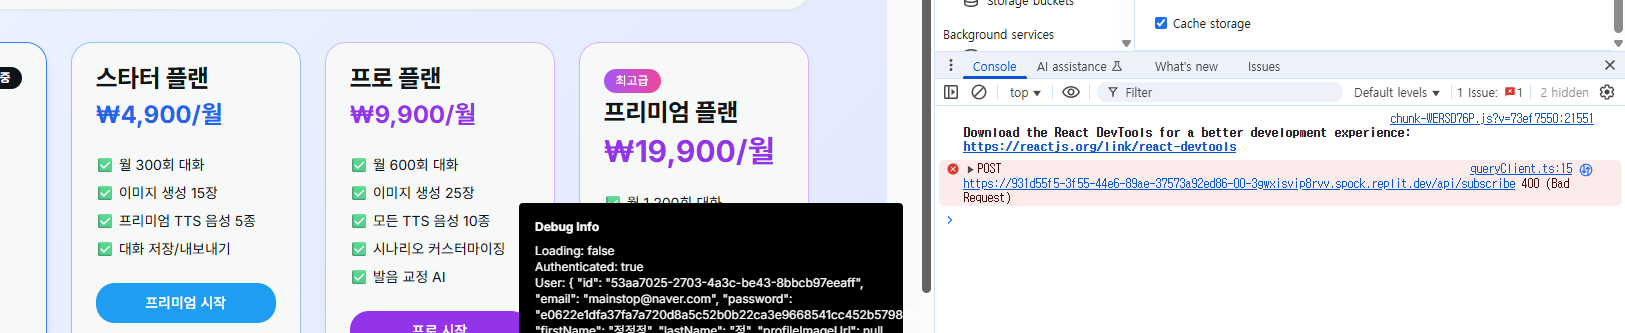 중
스타터 플랜
₩4,900/월
월 300회 대화
이미지 생성 15장
프리미엄 TTS 음성 5종
대화 저장/내보내기
프리미엄 시작
프로 플랜
₩9,900/월
월 600회 대화
이미지 생성 25장
모든 TTS 음성 10종
시나리오 커스터마이징
발음 교정 AI
프로 시작
최고급
프리미엄 플랜
₩19,900/월
월 1,200회 대화
Debug Info
Loading: false
Authenticated: true
User: { "id": "53aa7025-2703-4a3c-be43-8bbcb97eeaff",
"email": "mainstop@naver.com", "password":
"e0622e1dfa37fa7a720d8a5c52b0b22ca3e9668541cc452b5798
"firstName": "정정정", "lastName": "정", "profileImageUrl": null,
Storage buckets
Background services
Cache storage
Console AI assistance What's new Issues
top Filter Default levels 1 Issue: 1 2 hidden
chunk-WERSD76P.js?v=73ef7550:21551
Download the React DevTools for a better development experience:
https://reactjs.org/link/react-devtools
POST queryClient.ts:15
https://931d55f5-3f55-44e6-89ae-37573a92ed86-00-3gwxisvip8rvv.spock.replit.dev/api/subscribe 400 (Bad
Request)